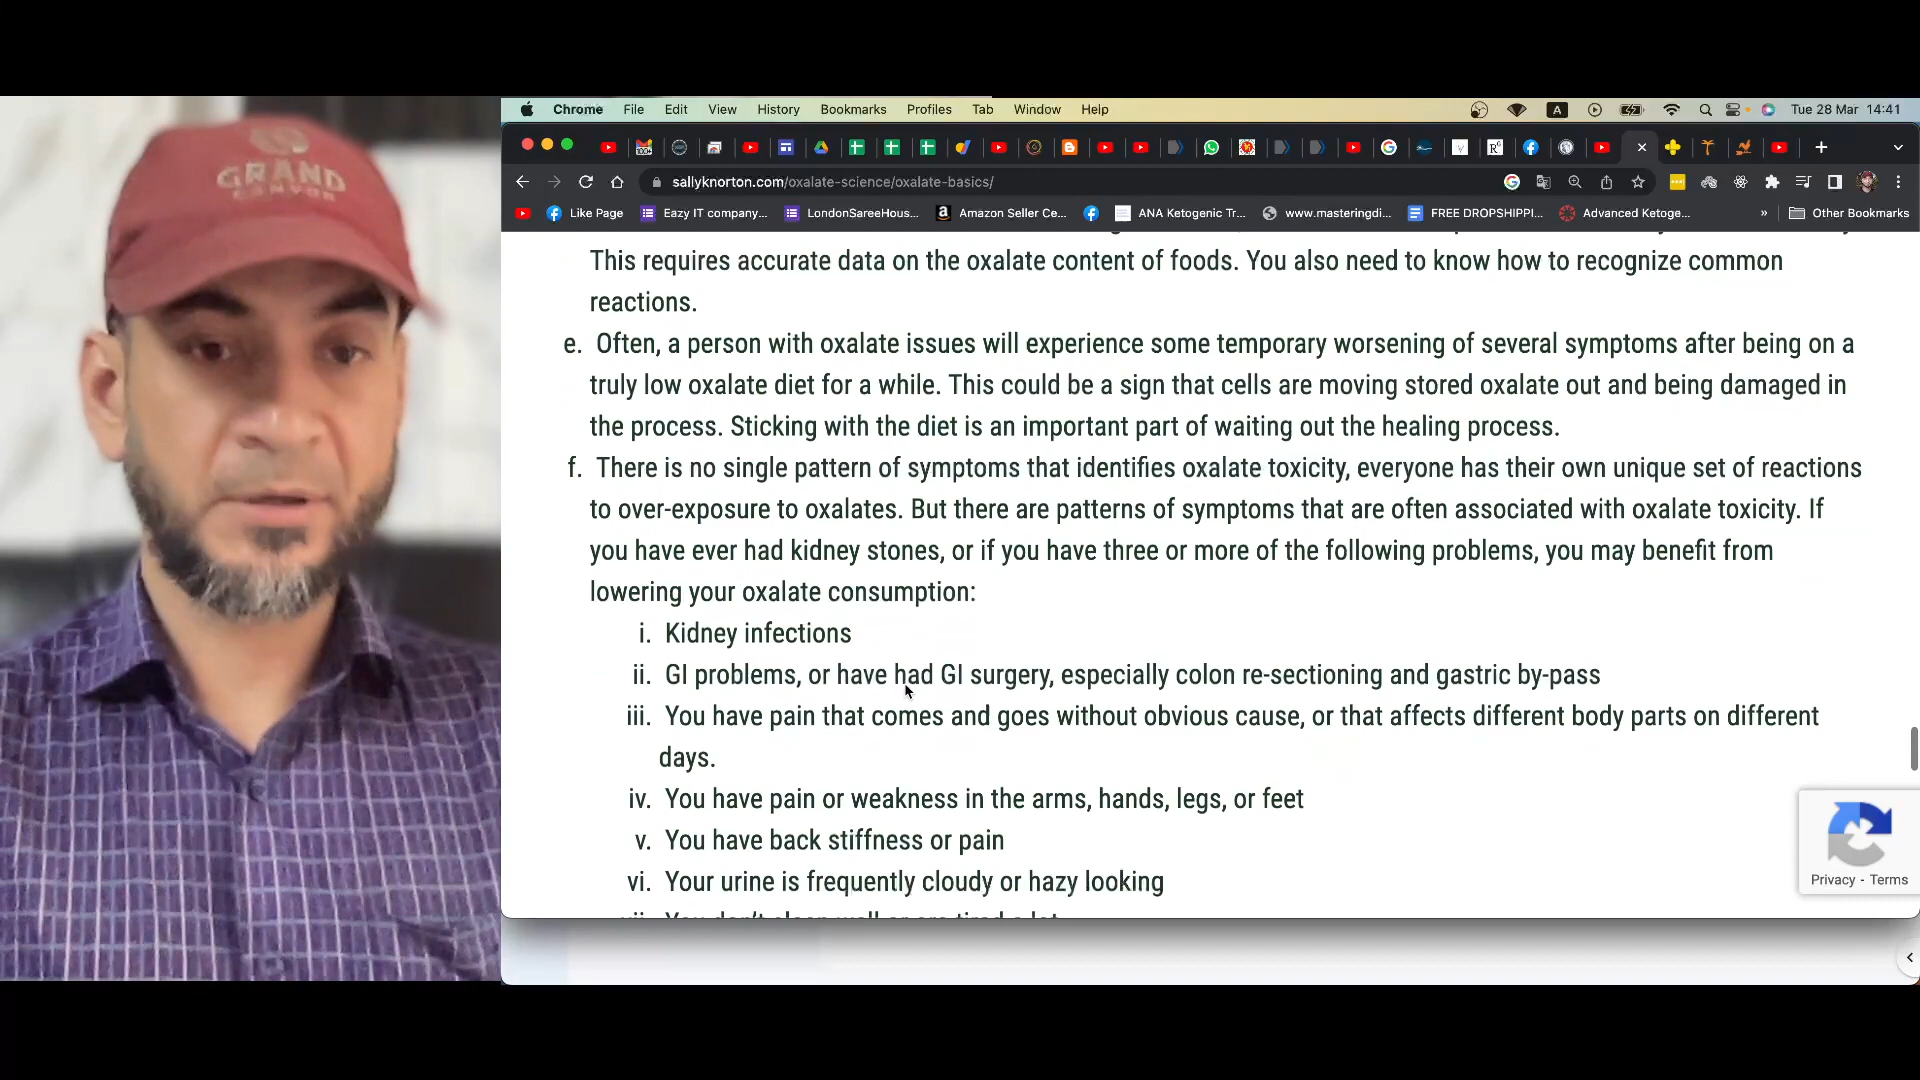 GRAND
CANYON
Chrome File Edit View History Bookmarks Profiles Tab Window Help
A
Tue 28 Mar 14:41
sallyknorton.com/oxalate-science/oxalate-basics/
Like Page Eazy IT company... LondonSareeHous... Amazon Seller Ce... ANA Ketogenic Tr... www.masteringdi... FREE DROPSHIPPI... Advanced Ketoge... » Other Bookmarks
This requires accurate data on the oxalate content of foods. You also need to know how to recognize common
reactions.
e. Often, a person with oxalate issues will experience some temporary worsening of several symptoms after being on a
truly low oxalate diet for a while. This could be a sign that cells are moving stored oxalate out and being damaged in
the process. Sticking with the diet is an important part of waiting out the healing process.
f. There is no single pattern of symptoms that identifies oxalate toxicity, everyone has their own unique set of reactions
to over-exposure to oxalates. But there are patterns of symptoms that are often associated with oxalate toxicity. If
you have ever had kidney stones, or if you have three or more of the following problems, you may benefit from
lowering your oxalate consumption:
i. Kidney infections
ii. GI problems, or have had GI surgery, especially colon re-sectioning and gastric by-pass
iii. You have pain that comes and goes without obvious cause, or that affects different body parts on different
days.
iv. You have pain or weakness in the arms, hands, legs, or feet
v. You have back stiffness or pain
vi. Your urine is frequently cloudy or hazy looking
vii. You don't sleep well or are tired a lot
Privacy - Terms